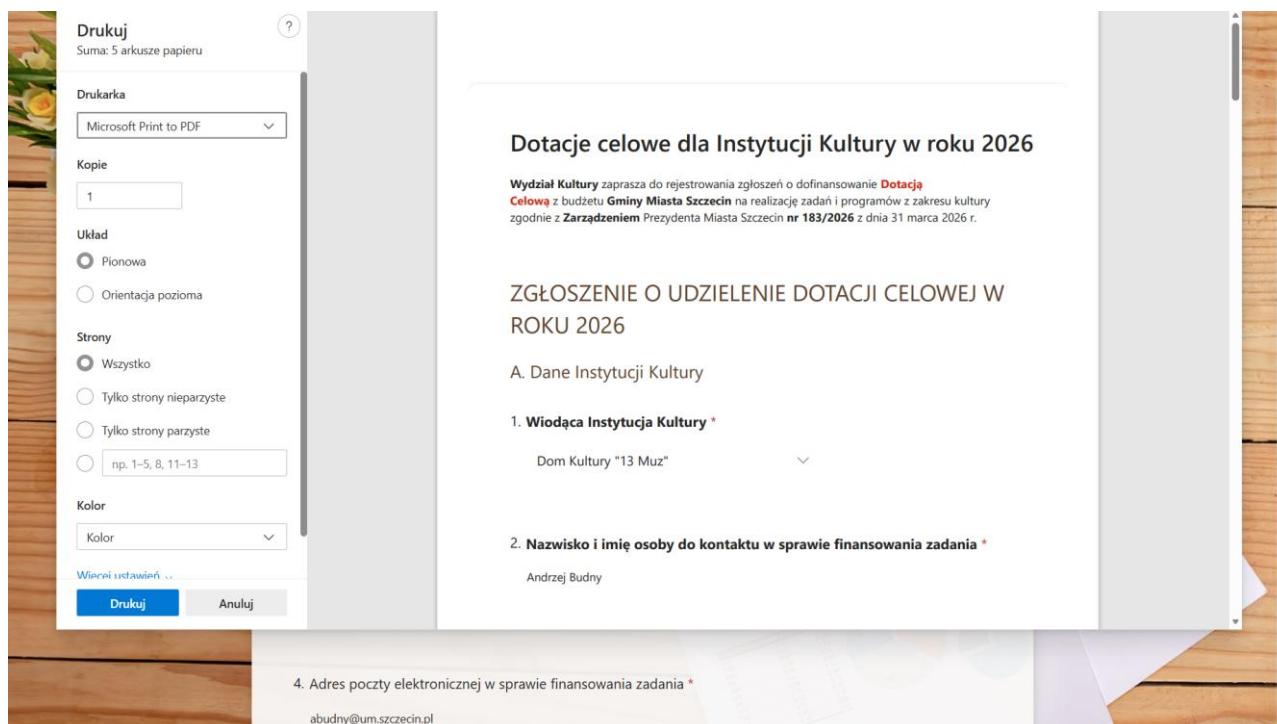 Drukuj
?
Suma: 5 arkusze papieru
Drukarka
Microsoft Print to PDF
Kopie
1
Układ
Pionowa
Orientacja pozioma
Strony
Wszystko
Tylko strony nieparzyste
Tylko strony parzyste
np. 1–5, 8, 11–13
Kolor
Kolor
Więcej ustawień
Drukuj
Anuluj
Dotacje celowe dla Instytucji Kultury w roku 2026
Wydział Kultury zaprasza do rejestrowania zgłoszeń o dofinansowanie Dotacją
Celową z budżetu Gminy Miasta Szczecin na realizację zadań i programów z zakresu kultury
zgodnie z Zarządzeniem Prezydenta Miasta Szczecin nr 183/2026 z dnia 31 marca 2026 r.
ZGŁOSZENIE O UDZIELENIE DOTACJI CELOWEJ W
ROKU 2026
A. Dane Instytucji Kultury
1. Wiodąca Instytucja Kultury *
Dom Kultury "13 Muz"
2. Nazwisko i imię osoby do kontaktu w sprawie finansowania zadania *
Andrzej Budny
4. Adres poczty elektronicznej w sprawie finansowania zadania *
abudny@um.szczecin.pl